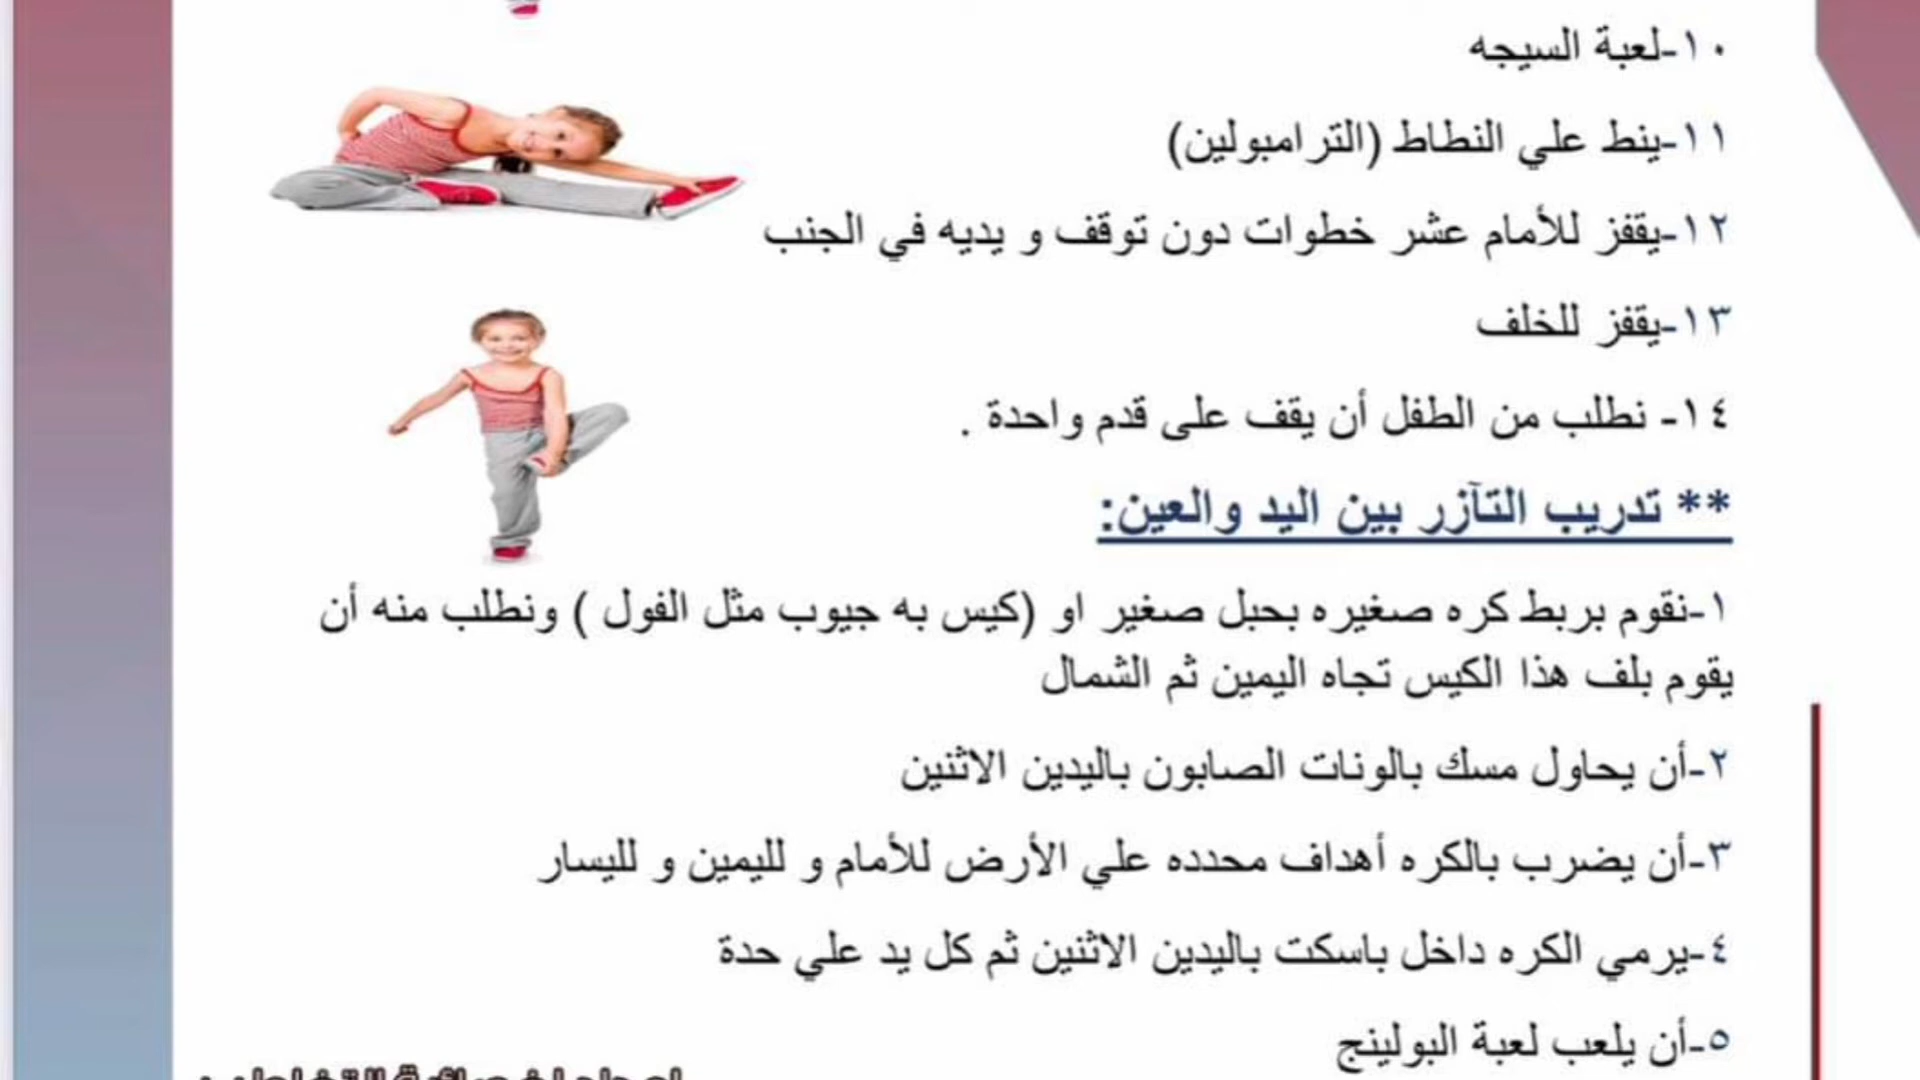 ١٠-لعبة السيجه
١١-ينط علي النطاط (الترامبولين)
١٢-يقفز للأمام عشر خطوات دون توقف و يديه في الجنب
١٣-يقفز للخلف
١٤- نطلب من الطفل أن يقف على قدم واحدة .
** تدريب التآزر بين اليد والعين:
١-نقوم بربط كره صغيره بحبل صغير او (كيس به جيوب مثل الفول ) ونطلب منه أن
يقوم بلف هذا الكيس تجاه اليمين ثم الشمال
٢-أن يحاول مسك بالونات الصابون باليدين الاثنين
٣-أن يضرب بالكره أهداف محدده علي الأرض للأمام و لليمين و لليسار
٤-يرمي الكره داخل باسكت باليدين الاثنين ثم كل يد علي حدة
٥-أن يلعب لعبة البولينج